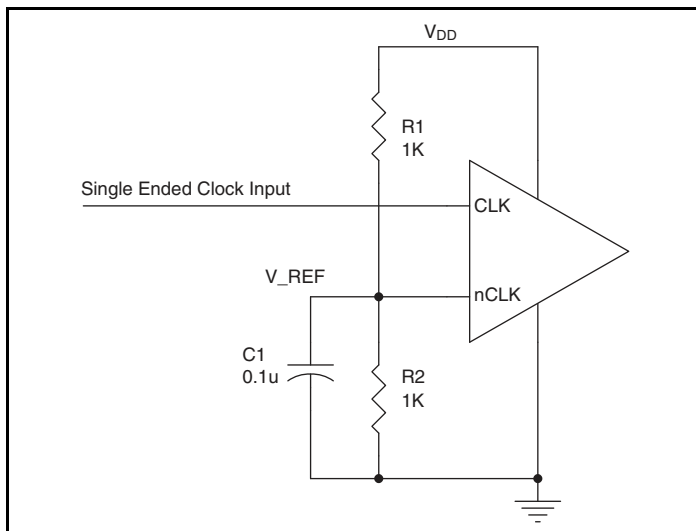 VDD
R1
1K
Single Ended Clock Input
CLK
V_REF
nCLK
C1
0.1u
R2
1K